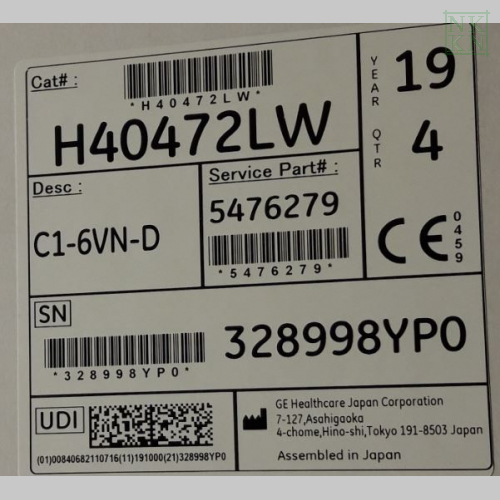 NK
KS
Cat# :
*H40472LW*
H40472LW
YEAR
19
QTR
4
Desc :
C1-6VN-D
Service Part# :
5476279
*5476279*
CE
0459
SN
*328998YP0*
328998YP0
UDI
(01)00840682110716(11)191000(21)328998YP0
GE Healthcare Japan Corporation
7-127,Asahigaoka
4-chome,Hino-shi,Tokyo 191-8503 Japan
Assembled in Japan